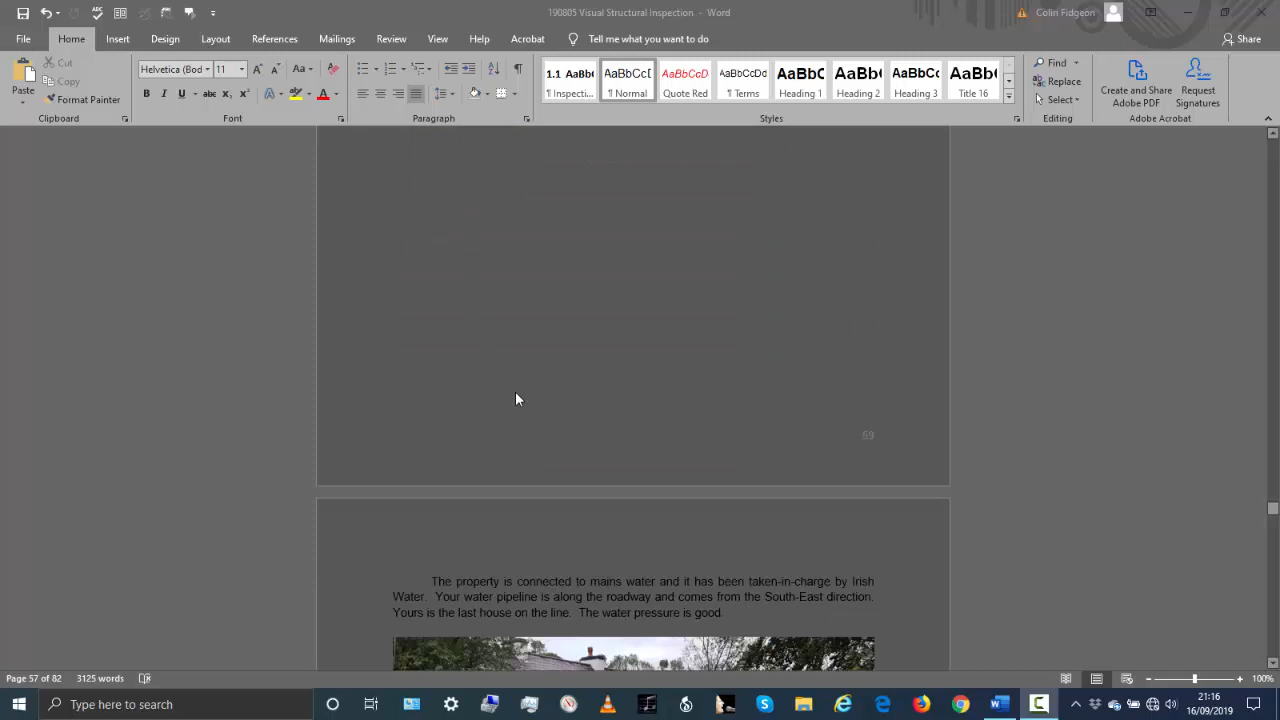 190805 Visual Structural Inspection - Word
Colin Fidgeon
File Home Insert Design Layout References Mailings Review View Help Acrobat Tell me what you want to do Share
Paste
Cut
Copy
Format Painter
Clipboard
Helvetica (Bod 11 A A Aa
B I U abc x₂ x² A A
Font
Paragraph
1.1 AaBb( AaBbCcD AaBbCcD AaBbCcDd AaBbC AaBb( AaBbCc AaBb(
¶ Inspecti... ¶ Normal Quote Red ¶ Terms Heading 1 Heading 2 Heading 3 Title 16
Styles
Find
Replace
Select
Editing
Create and Share Adobe PDF
Request Signatures
Adobe Acrobat
69
The property is connected to mains water and it has been taken-in-charge by Irish
Water. Your water pipeline is along the roadway and comes from the South-East direction.
Yours is the last house on the line. The water pressure is good.
Page 57 of 82 3125 words 100%
Type here to search
21:16
16/09/2019